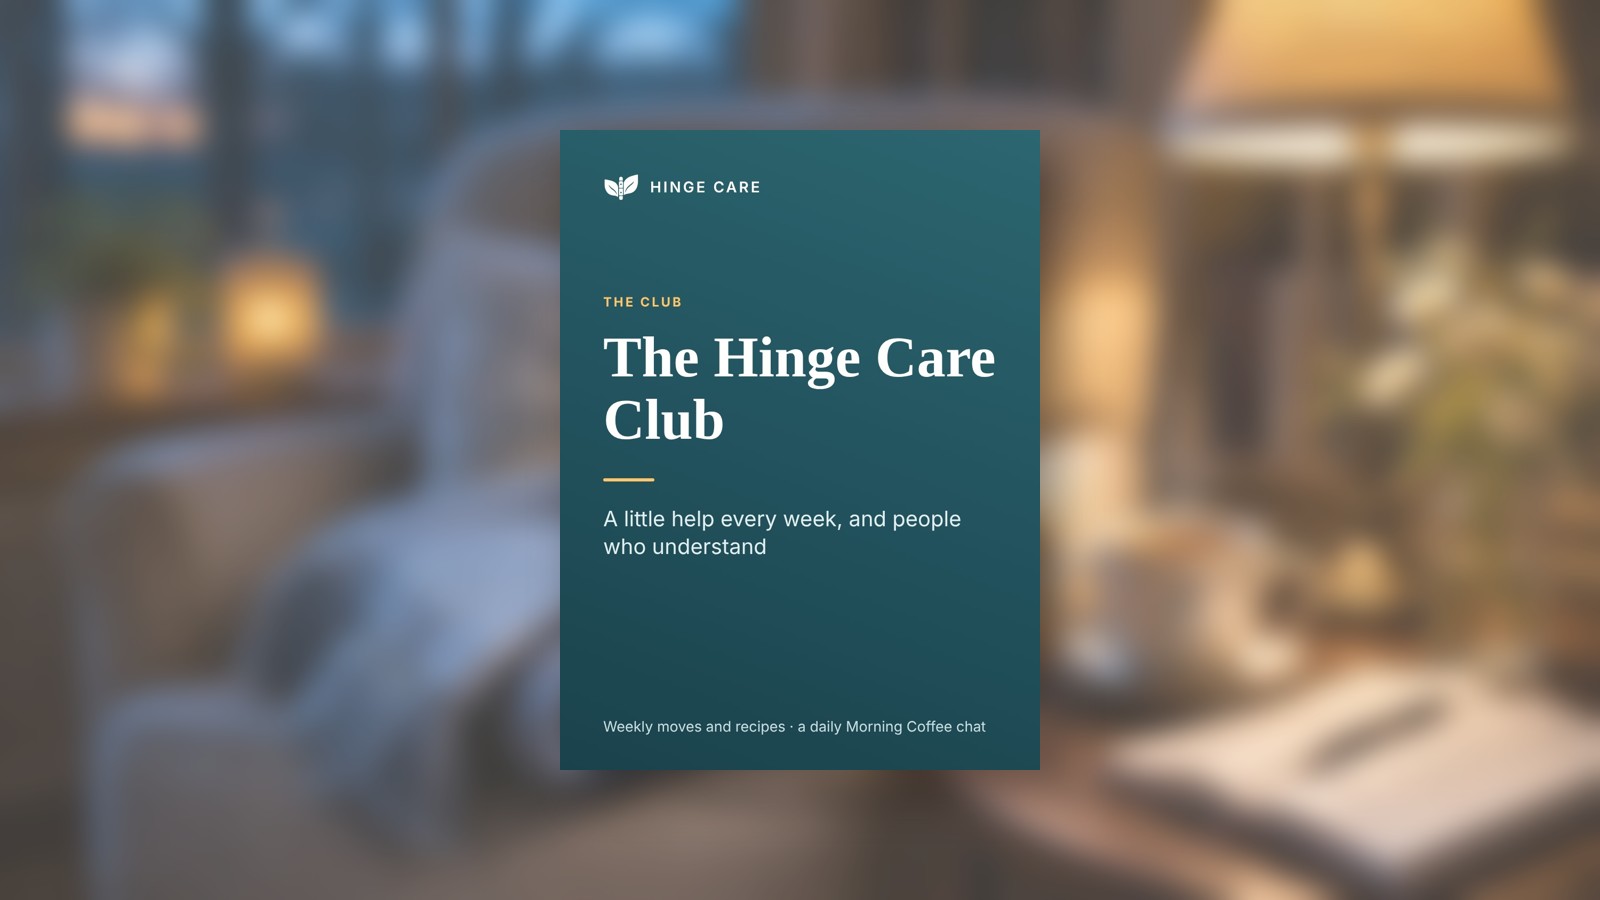 HINGE CARE
THE CLUB
The Hinge Care
Club
A little help every week, and people
who understand
Weekly moves and recipes · a daily Morning Coffee chat